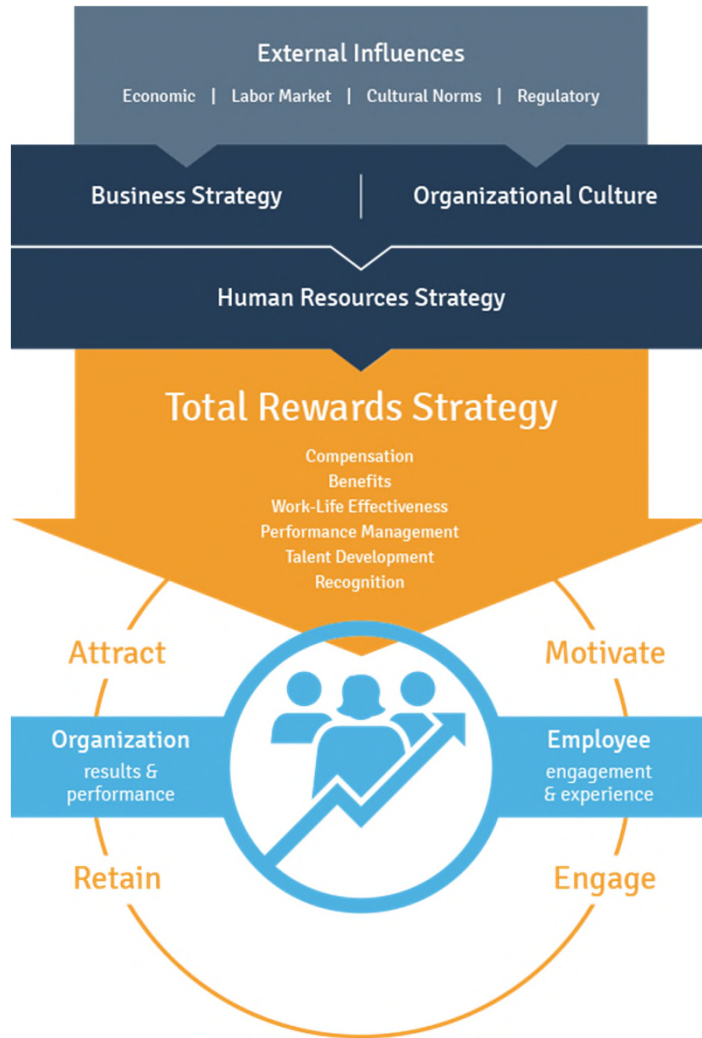 External Influences
Economic | Labor Market | Cultural Norms | Regulatory
Business Strategy | Organizational Culture
Human Resources Strategy
Total Rewards Strategy
Compensation
Benefits
Work-Life Effectiveness
Performance Management
Talent Development
Recognition
Attract
Motivate
Organization
results &
performance
Employee
engagement
& experience
Retain
Engage